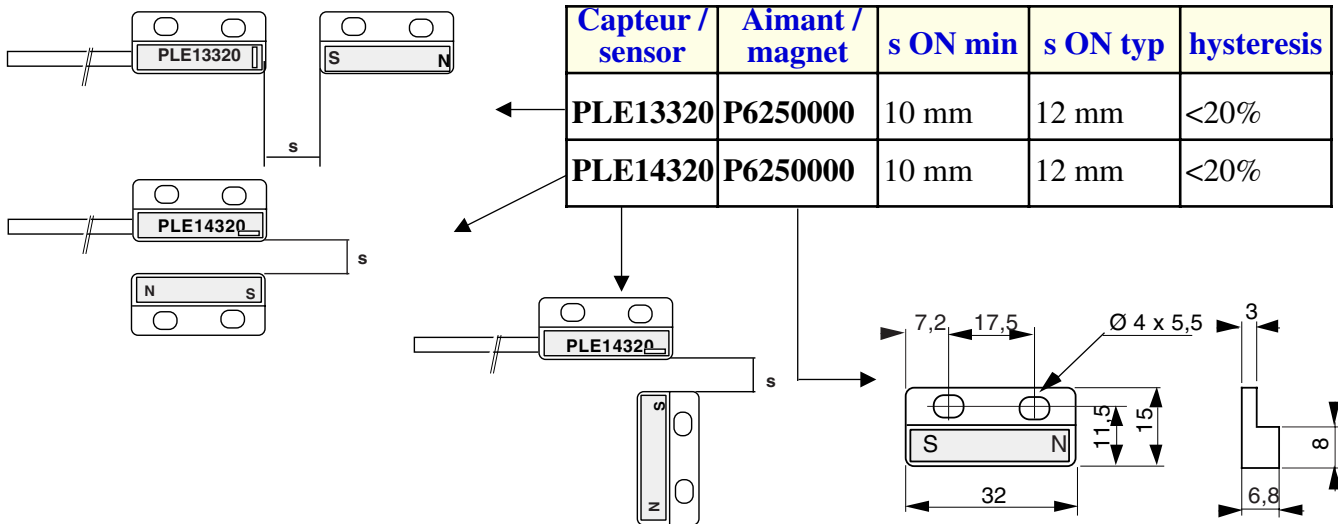 Capteur / sensor Aimant / magnet s ON min s ON typ hysteresis
PLE13320 P6250000 10 mm 12 mm <20%
PLE14320 P6250000 10 mm 12 mm <20%
PLE13320
S N
s
PLE14320
s
N S
PLE14320
s
S
N
7,2 17,5 Ø 4 x 5,5 3
S N
11,5 15
32
8
6,8